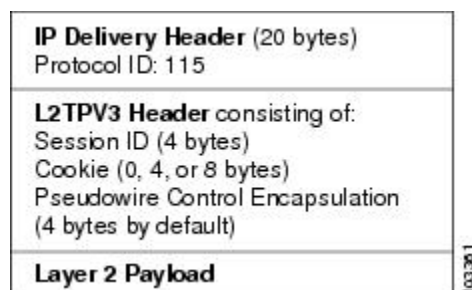 IP Delivery Header (20 bytes)
Protocol ID: 115
L2TPV3 Header consisting of:
Session ID (4 bytes)
Cookie (0, 4, or 8 bytes)
Pseudowire Control Encapsulation
(4 bytes by default)
Layer 2 Payload